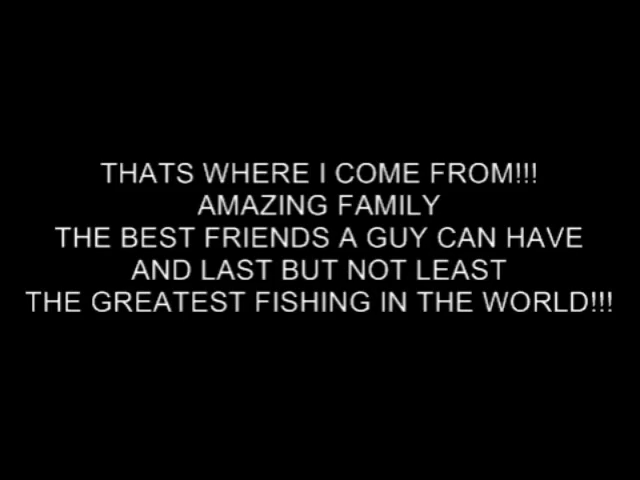 THATS WHERE I COME FROM!!!
AMAZING FAMILY
THE BEST FRIENDS A GUY CAN HAVE
AND LAST BUT NOT LEAST
THE GREATEST FISHING IN THE WORLD!!!